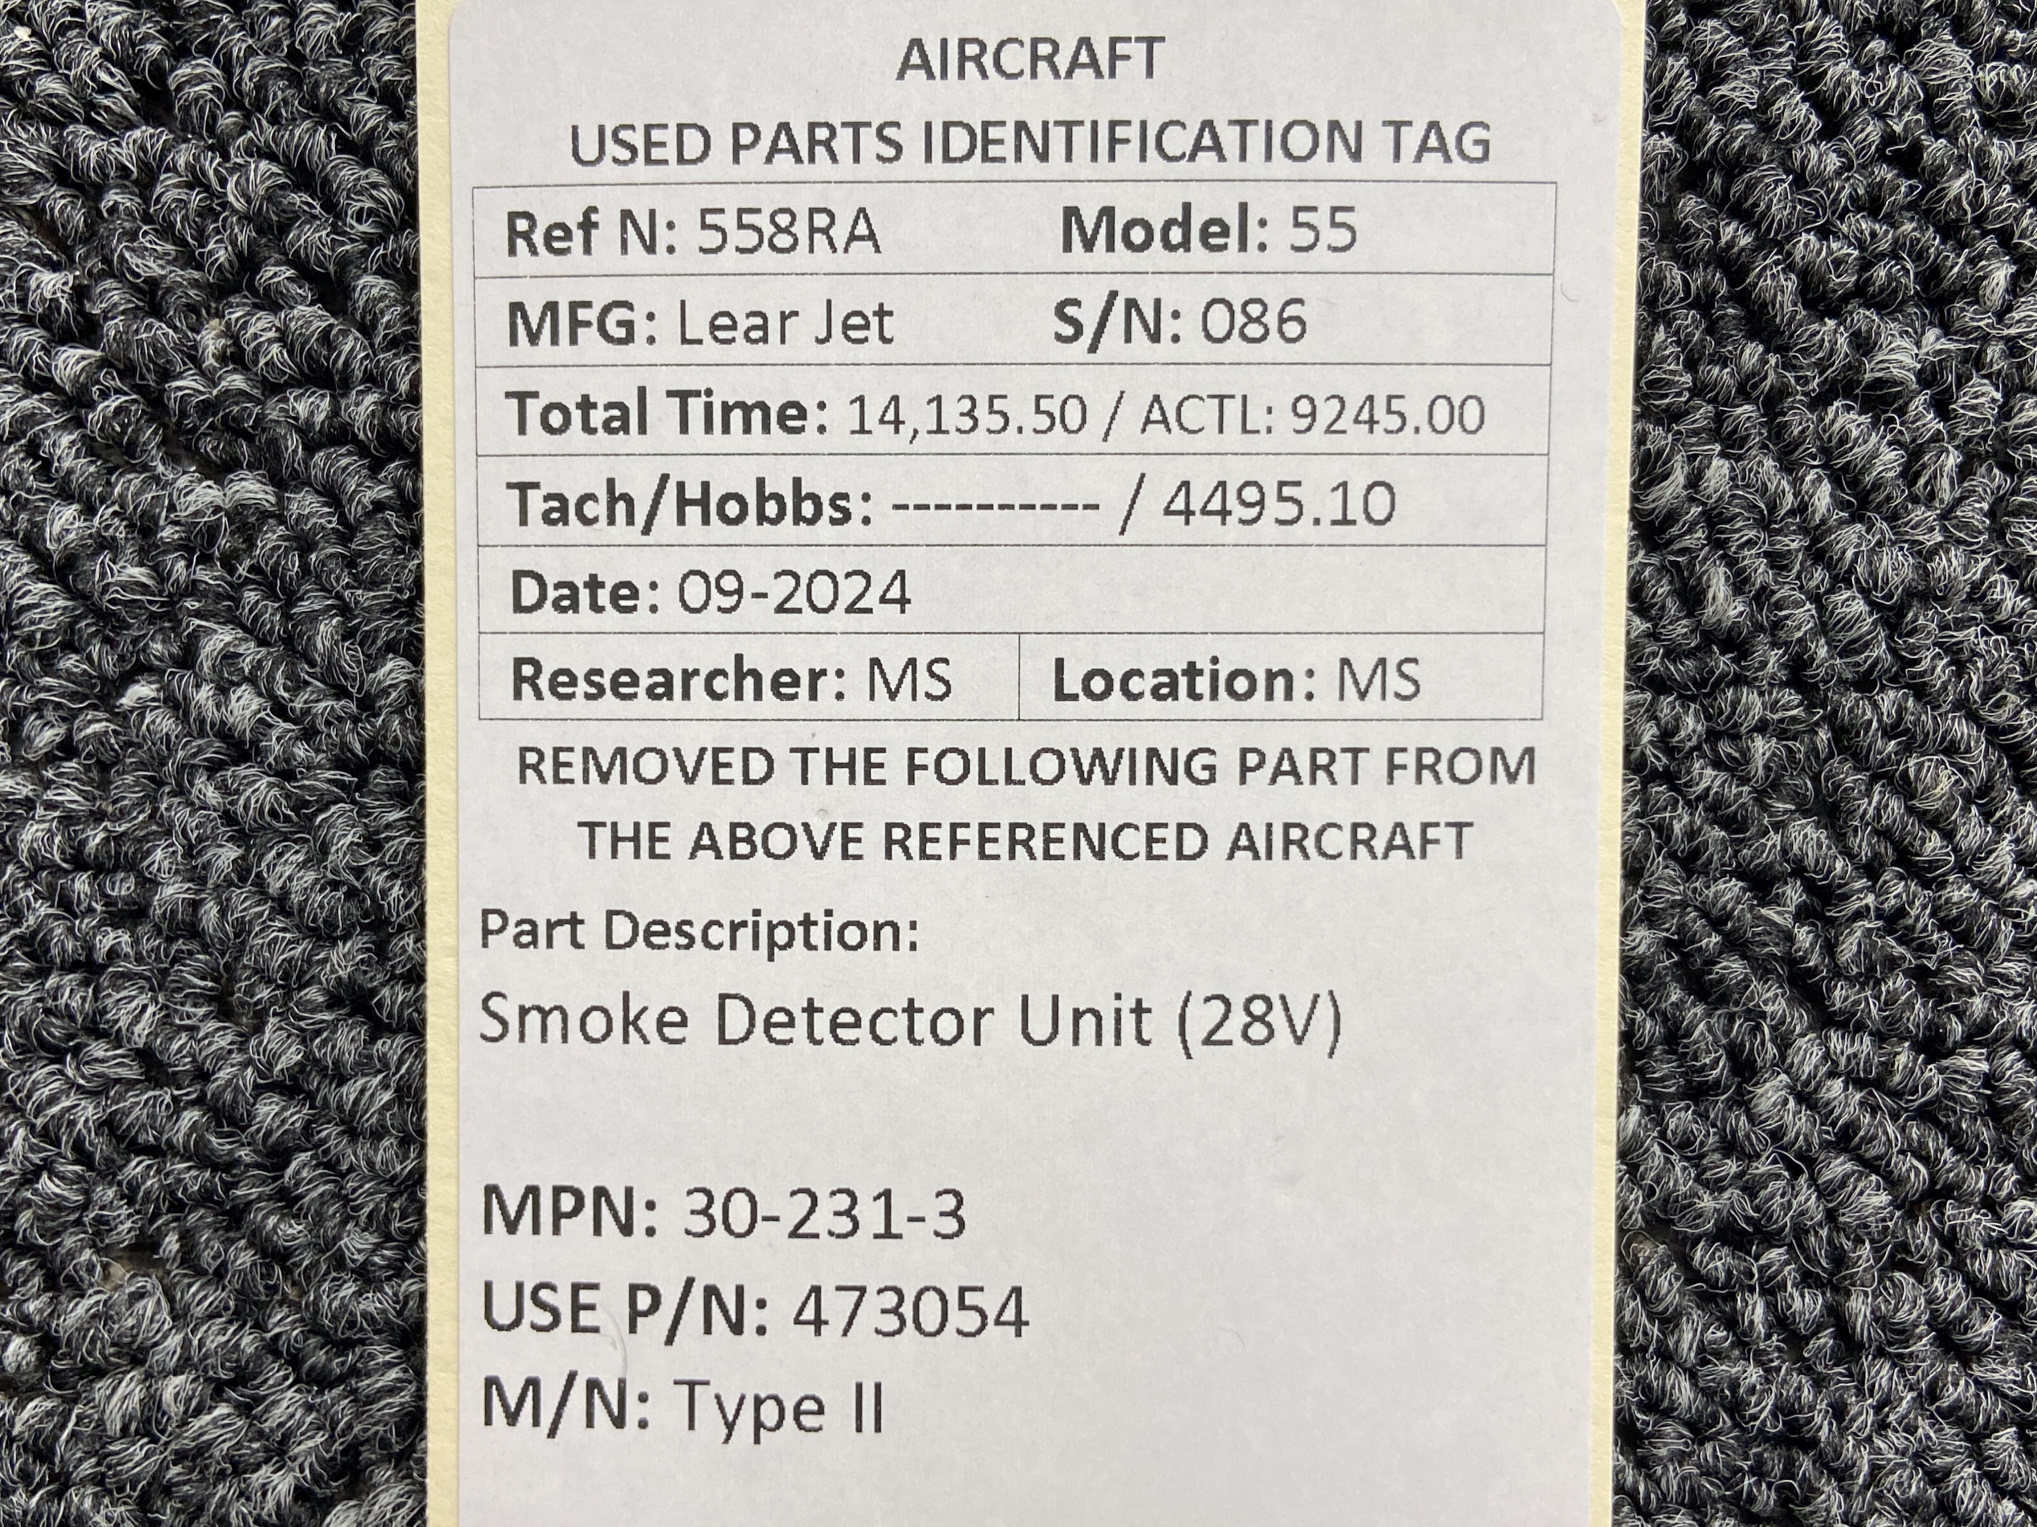 AIRCRAFT
USED PARTS IDENTIFICATION TAG
Ref N: 558RA Model: 55
MFG: Lear Jet S/N: 086
Total Time: 14,135.50 / ACTL: 9245.00
Tach/Hobbs: ---------- / 4495.10
Date: 09-2024
Researcher: MS Location: MS
REMOVED THE FOLLOWING PART FROM
THE ABOVE REFERENCED AIRCRAFT
Part Description:
Smoke Detector Unit (28V)
MPN: 30-231-3
USE P/N: 473054
M/N: Type II